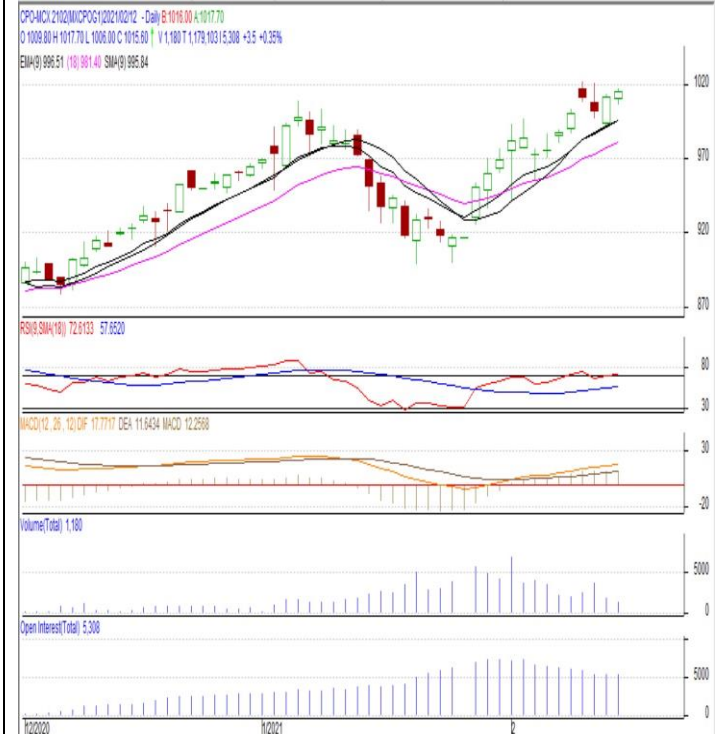 CPO-MCX 2102(MXCPOG1)2021/02/12 - Daily B:1016.00 A:1017.70
O 1009.80 H 1017.70 L 1006.00 C 1015.60 ↑ V 1,180 T 1,179,103 I 5,308 +3.5 +0.35%
EMA(9) 996.51 (18) 981.40 SMA(9) 995.84
1020
970
920
870
RSI(9,SMA(18)) 72.6133 57.6520
80
30
MACD(12,26,12) DIF 17.7717 DEA 11.6434 MACD 12.2568
30
-20
Volume(Total) 1,180
5000
0
Open Interest(Total) 5,308
5000
0
12/2020 1/2021 2